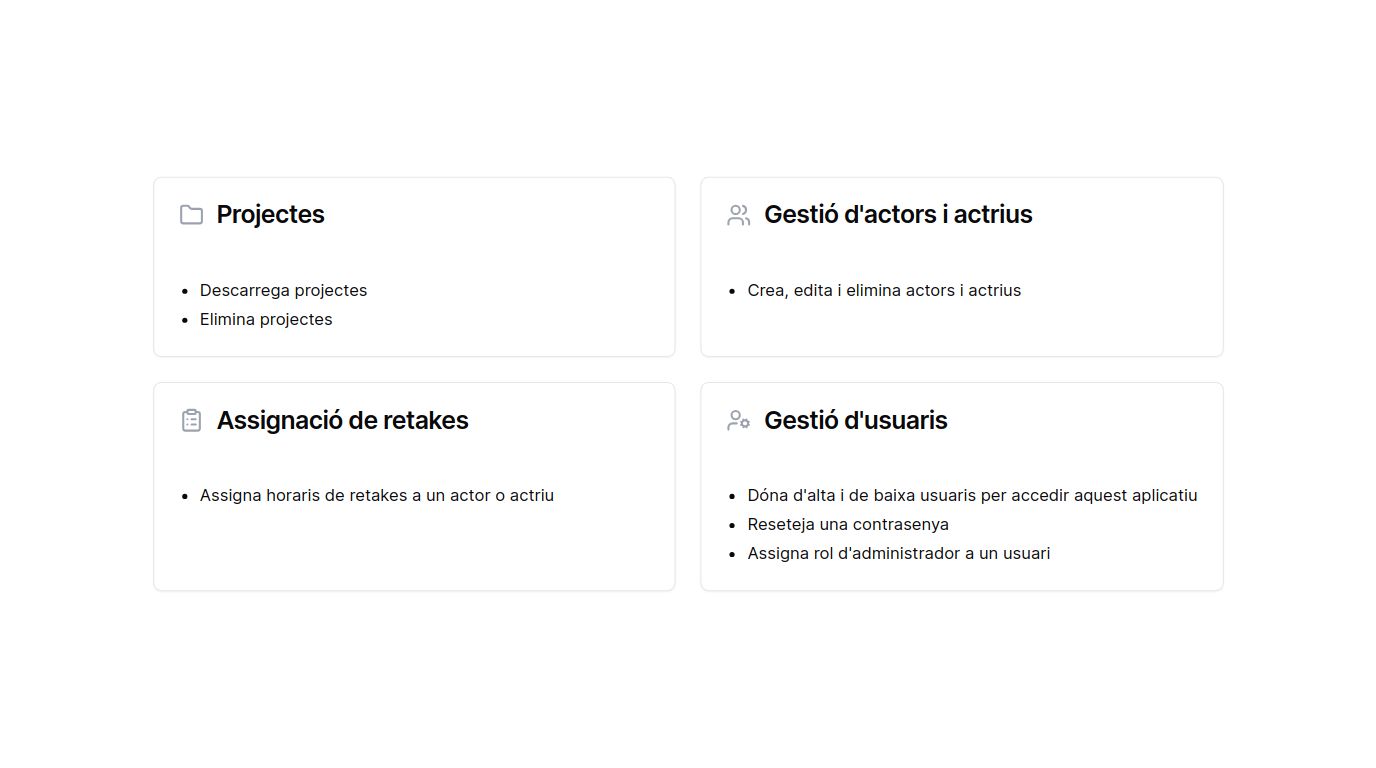 Projectes
Descarrega projectes
Elimina projectes
Gestió d'actors i actrius
Crea, edita i elimina actors i actrius
Assignació de retakes
Assigna horaris de retakes a un actor o actriu
Gestió d'usuaris
Dóna d'alta i de baixa usuaris per accedir aquest aplicatiu
Reseteja una contrasenya
Assigna rol d'administrador a un usuari